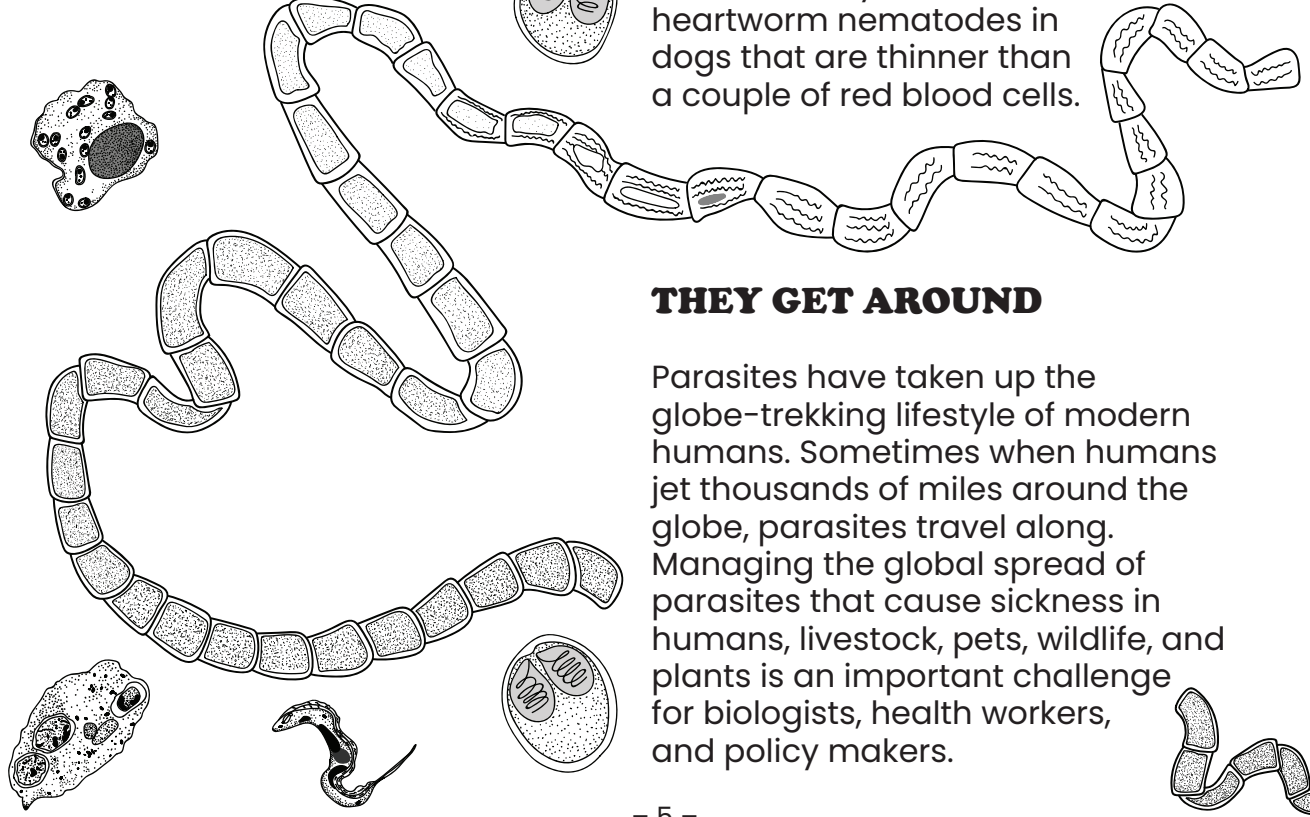 heartworm nematodes in
dogs that are thinner than
a couple of red blood cells.
THEY GET AROUND
Parasites have taken up the
globe-trekking lifestyle of modern
humans. Sometimes when humans
jet thousands of miles around the
globe, parasites travel along.
Managing the global spread of
parasites that cause sickness in
humans, livestock, pets, wildlife, and
plants is an important challenge
for biologists, health workers,
and policy makers.
– 5 –